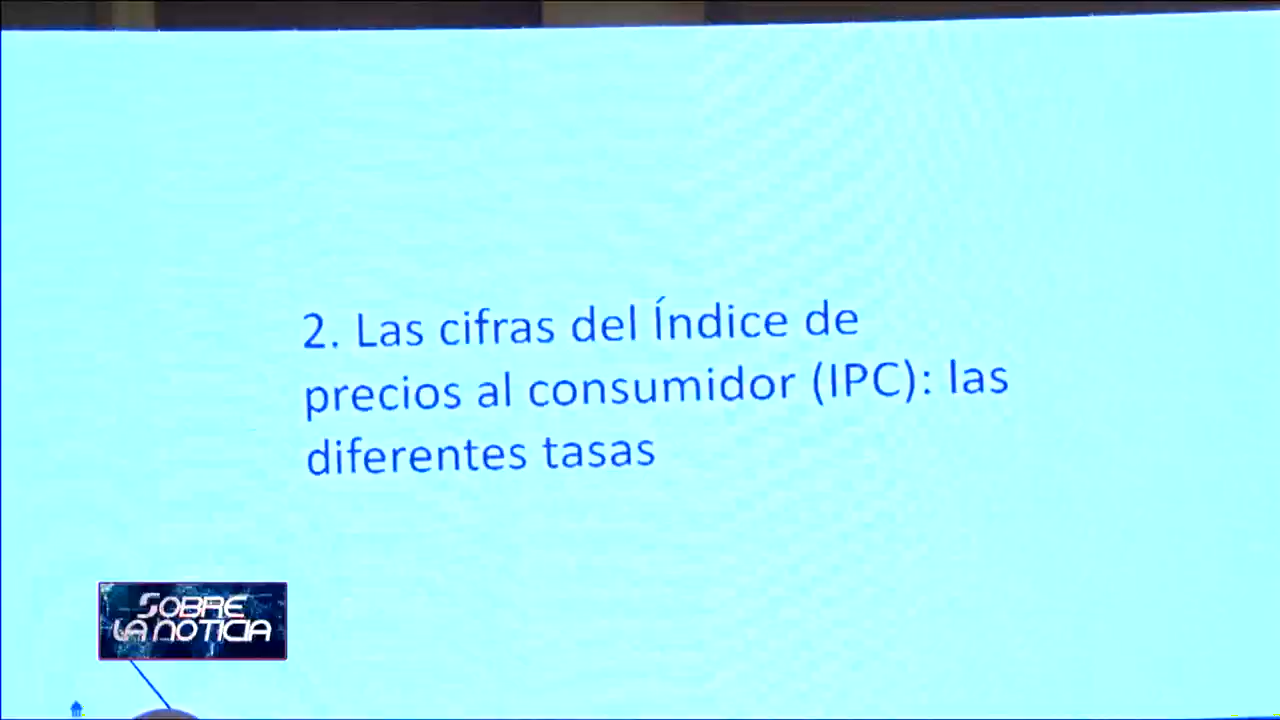 2. Las cifras del Índice de
precios al consumidor (IPC): las
diferentes tasas
SOBRE
LA NOTICIA